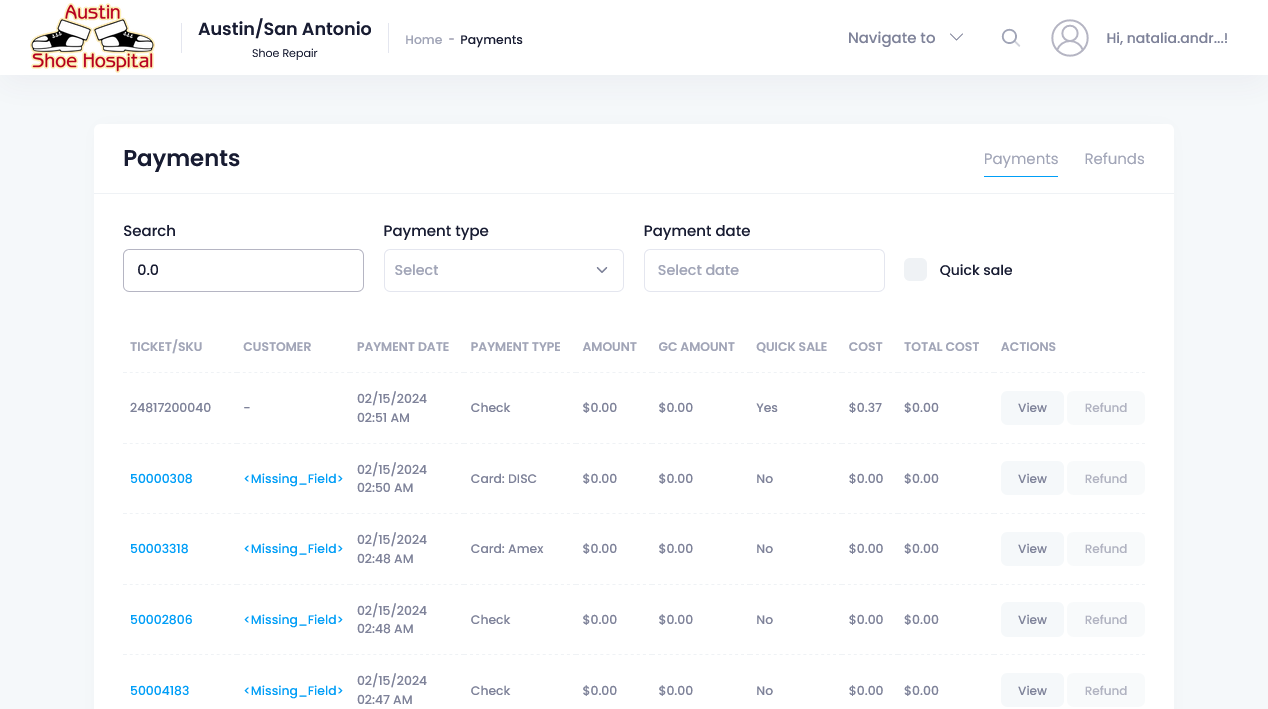 Austin
Shoe Hospital
Austin/San Antonio
Shoe Repair
Home - Payments
Navigate to
Hi, natalia.andr...!
Payments
Payments Refunds
Search Payment type Payment date
0.0 Select Select date Quick sale
TICKET/SKU CUSTOMER PAYMENT DATE PAYMENT TYPE AMOUNT GC AMOUNT QUICK SALE COST TOTAL COST ACTIONS
24817200040 - 02/15/2024 02:51 AM Check $0.00 $0.00 Yes $0.37 $0.00 View Refund
50000308 <Missing_Field> 02/15/2024 02:50 AM Card: DISC $0.00 $0.00 No $0.00 $0.00 View Refund
50003318 <Missing_Field> 02/15/2024 02:48 AM Card: Amex $0.00 $0.00 No $0.00 $0.00 View Refund
50002806 <Missing_Field> 02/15/2024 02:48 AM Check $0.00 $0.00 No $0.00 $0.00 View Refund
50004183 <Missing_Field> 02/15/2024 02:47 AM Check $0.00 $0.00 No $0.00 $0.00 View Refund